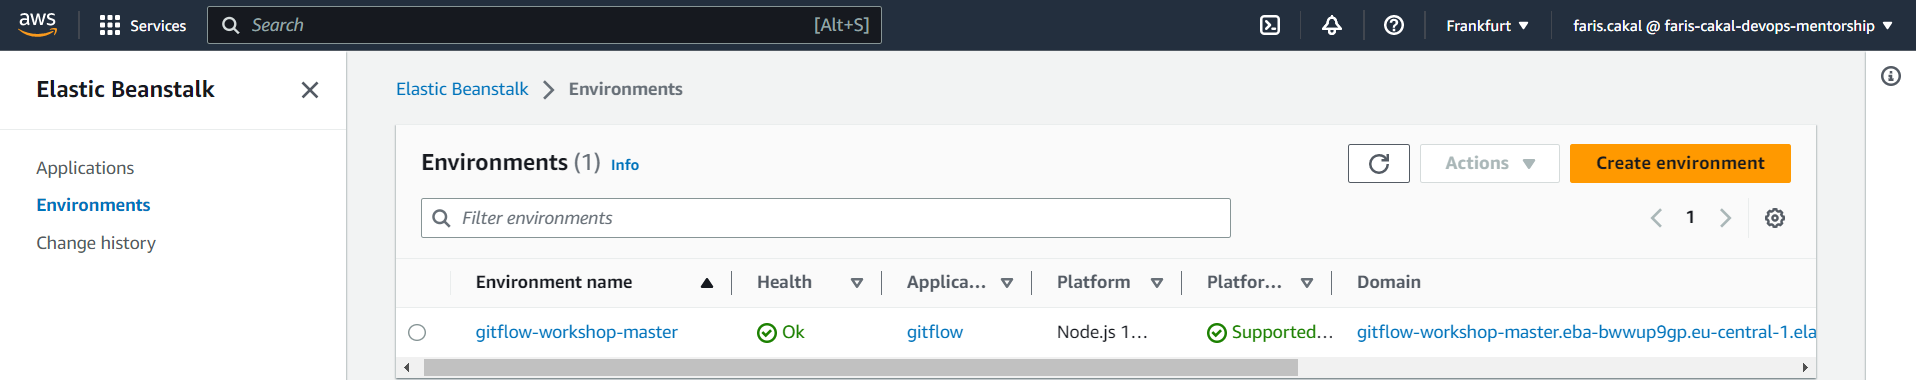 aws Services Search [Alt+S] Frankfurt faris.cakal @ faris-cakal-devops-mentorship
Elastic Beanstalk
Applications
Environments
Change history
Elastic Beanstalk Environments
Environments (1) Info Actions Create environment
Filter environments 1
Environment name Health Applica... Platform Platfor... Domain
gitflow-workshop-master Ok gitflow Node.js 1... Supported... gitflow-workshop-master.eba-bwwup9gp.eu-central-1.ela